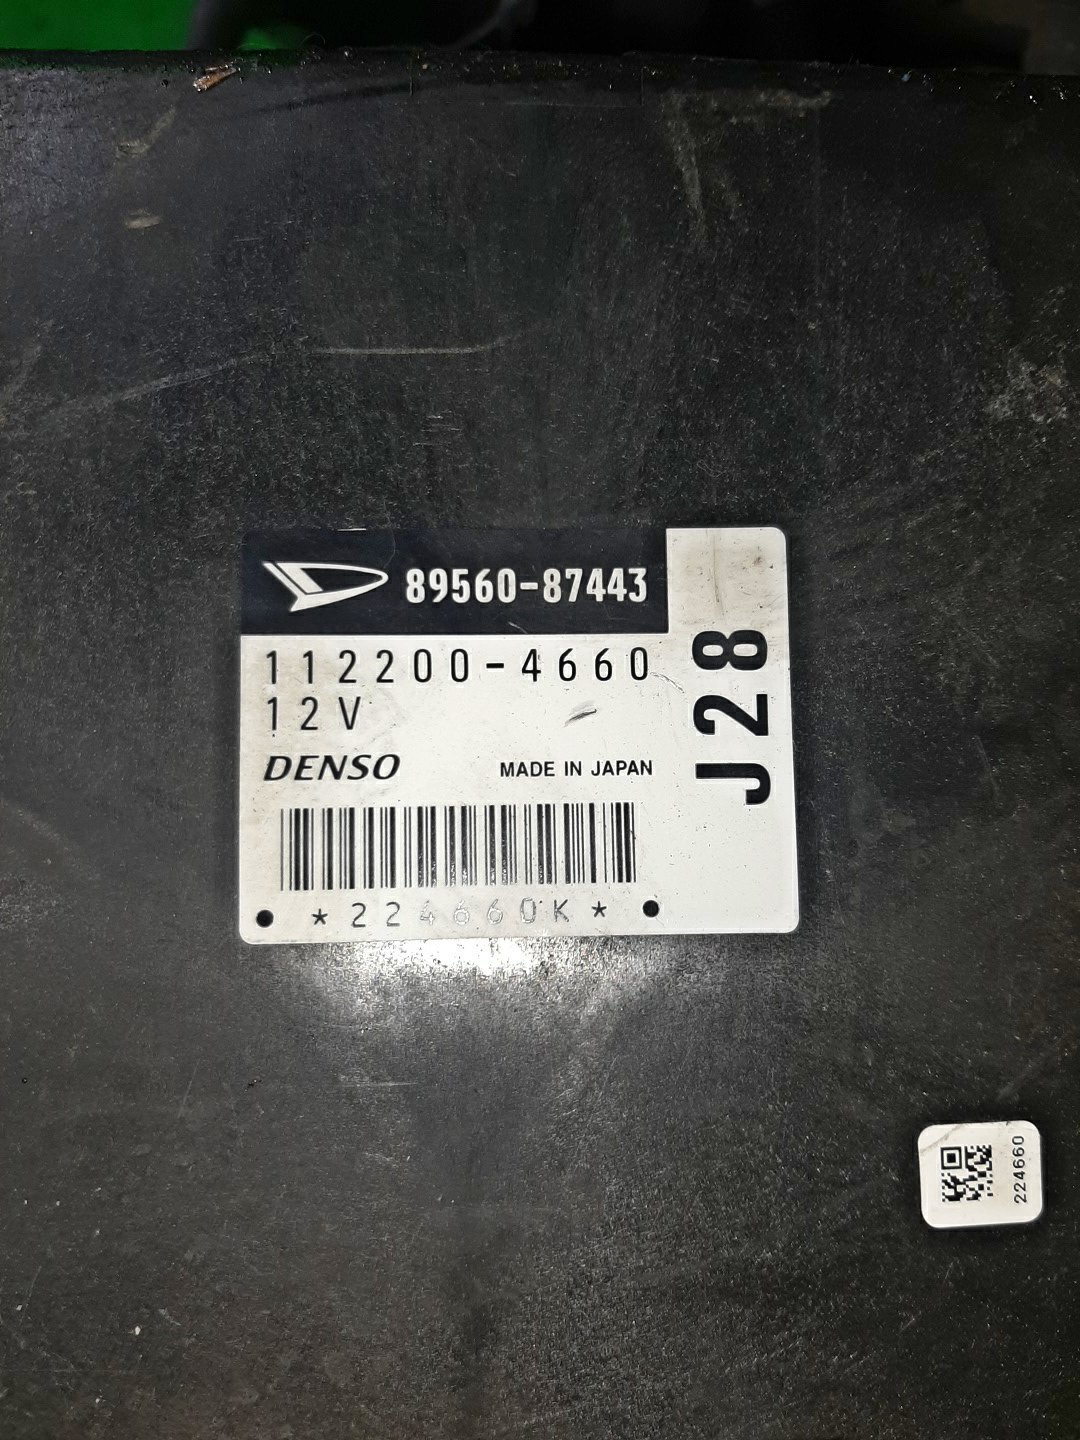 89560-87443
112200-4660
12V
DENSO MADE IN JAPAN
*224660K*
J28
224660